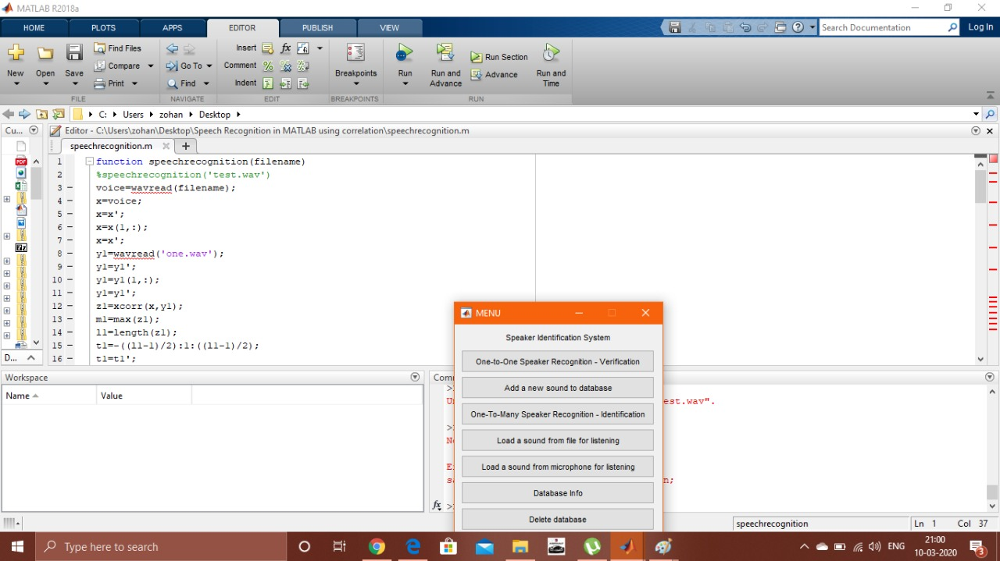 MATLAB R2018a
HOME PLOTS APPS EDITOR PUBLISH VIEW Search Documentation Log In
Find Files Insert fx
New Open Save Compare Go To Comment Breakpoints Run Run and Advance Run Section Advance Run and Time
Print Find Indent
FILE NAVIGATE EDIT BREAKPOINTS RUN
C: Users zohan Desktop
Cu... Editor - C:\Users\zohan\Desktop\Speech Recognition in MATLAB using correlation\speechrecognition.m
speechrecognition.m +
1 function speechrecognition(filename)
2 %speechrecognition('test.wav')
3 voice=wavread(filename);
4 x=voice;
5 x=x';
6 x=x(1,:);
7 x=x';
8 y1=wavread('one.wav');
9 y1=y1';
10 y1=y1(1,:);
11 y1=y1';
12 z1=xcorr(x,y1);
13 m1=max(z1);
14 l1=length(z1);
15 t1=-((l1-1)/2):1:((l1-1)/2);
16 t1=t1';
D...
MENU
Speaker Identification System
One-to-One Speaker Recognition - Verification
Add a new sound to database
One-To-Many Speaker Recognition - Identification
Load a sound from file for listening
Load a sound from microphone for listening
Database Info
Delete database
Workspace
Name Value
est.wav".
n;
fx
speechrecognition Ln 1 Col 37
Type here to search
ENG 21:00
10-03-2020
3